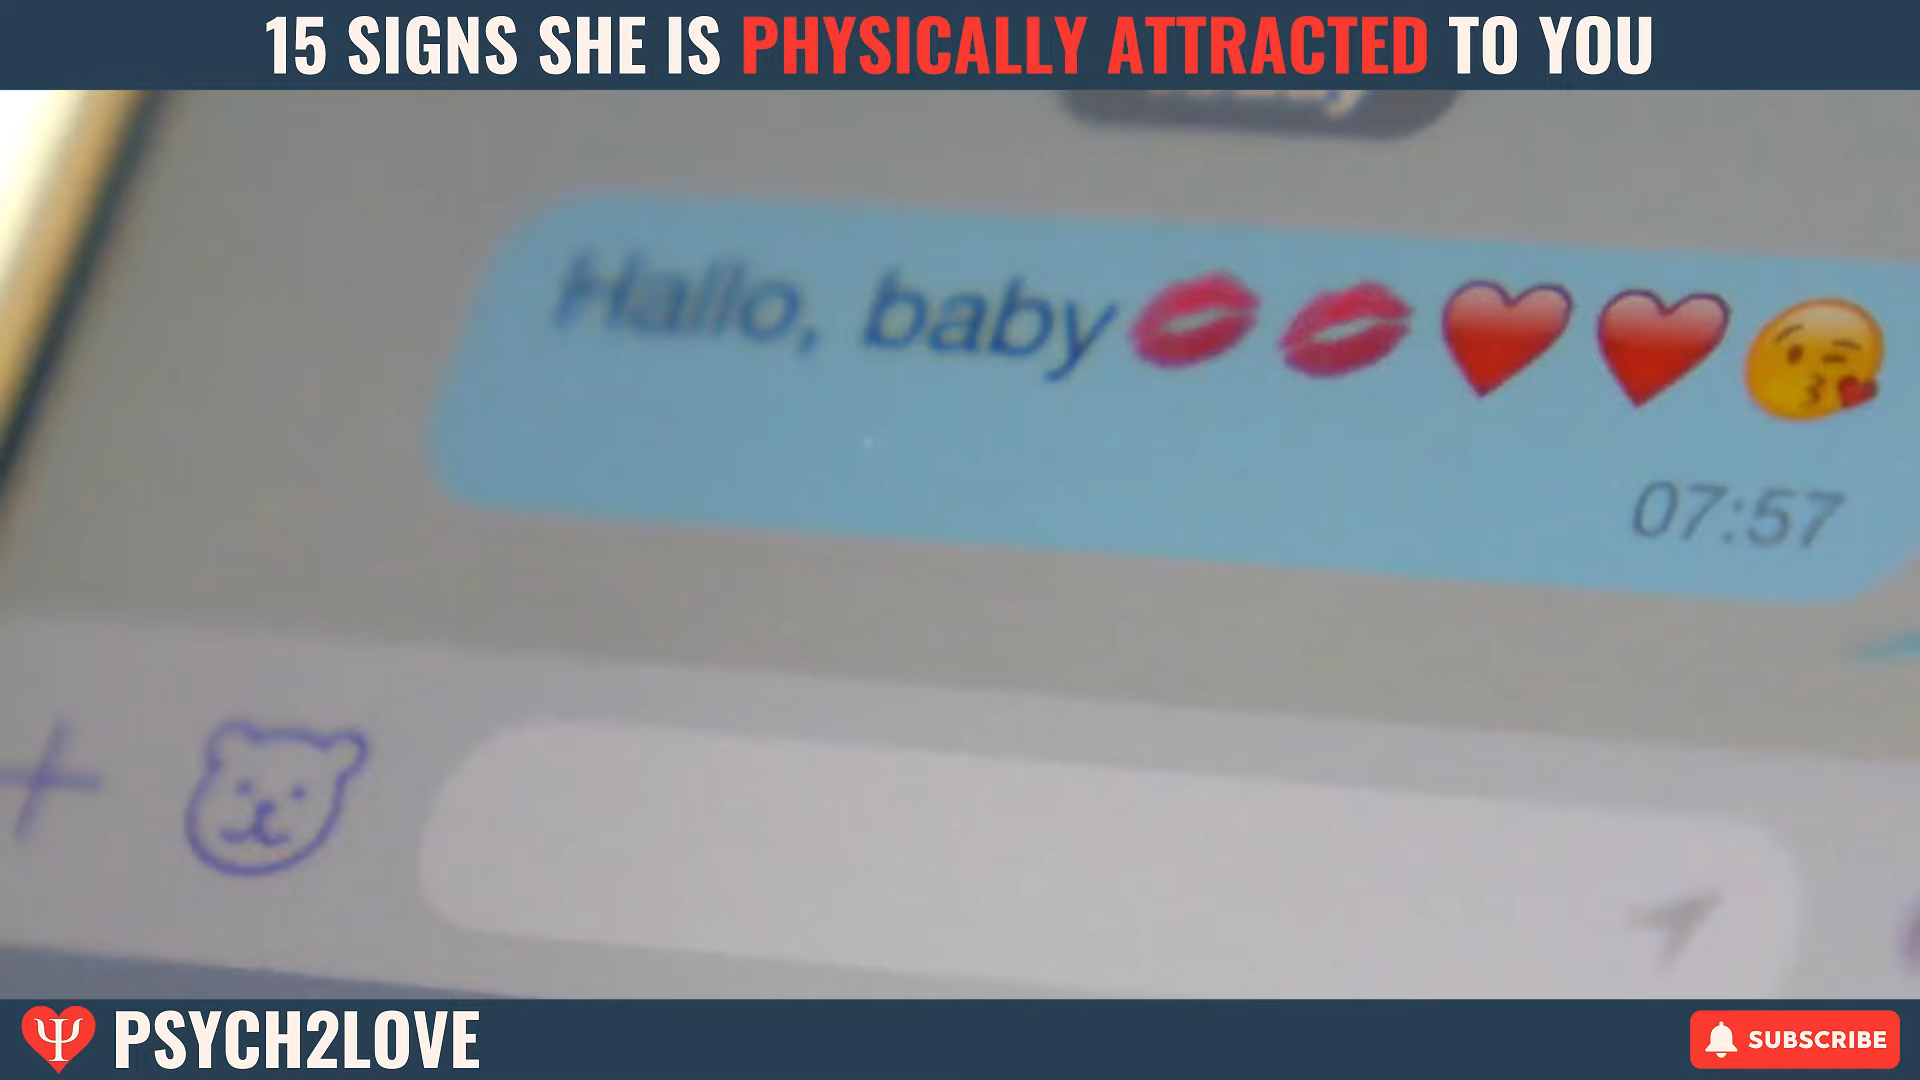 15 SIGNS SHE IS PHYSICALLY ATTRACTED TO YOU
Hallo, baby💋💋❤️❤️😘
07:57
PSYCH2LOVE
SUBSCRIBE